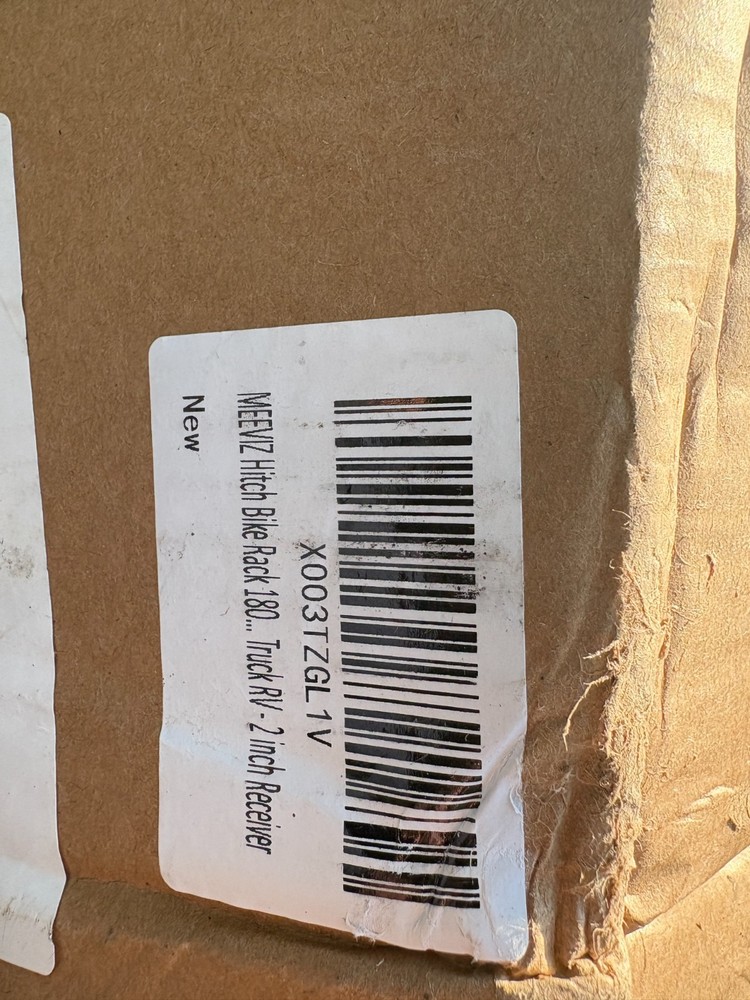 X003TZGL1V
MEEVIZ Hitch Bike Rack 180... Truck RV - 2 inch Receiver
New